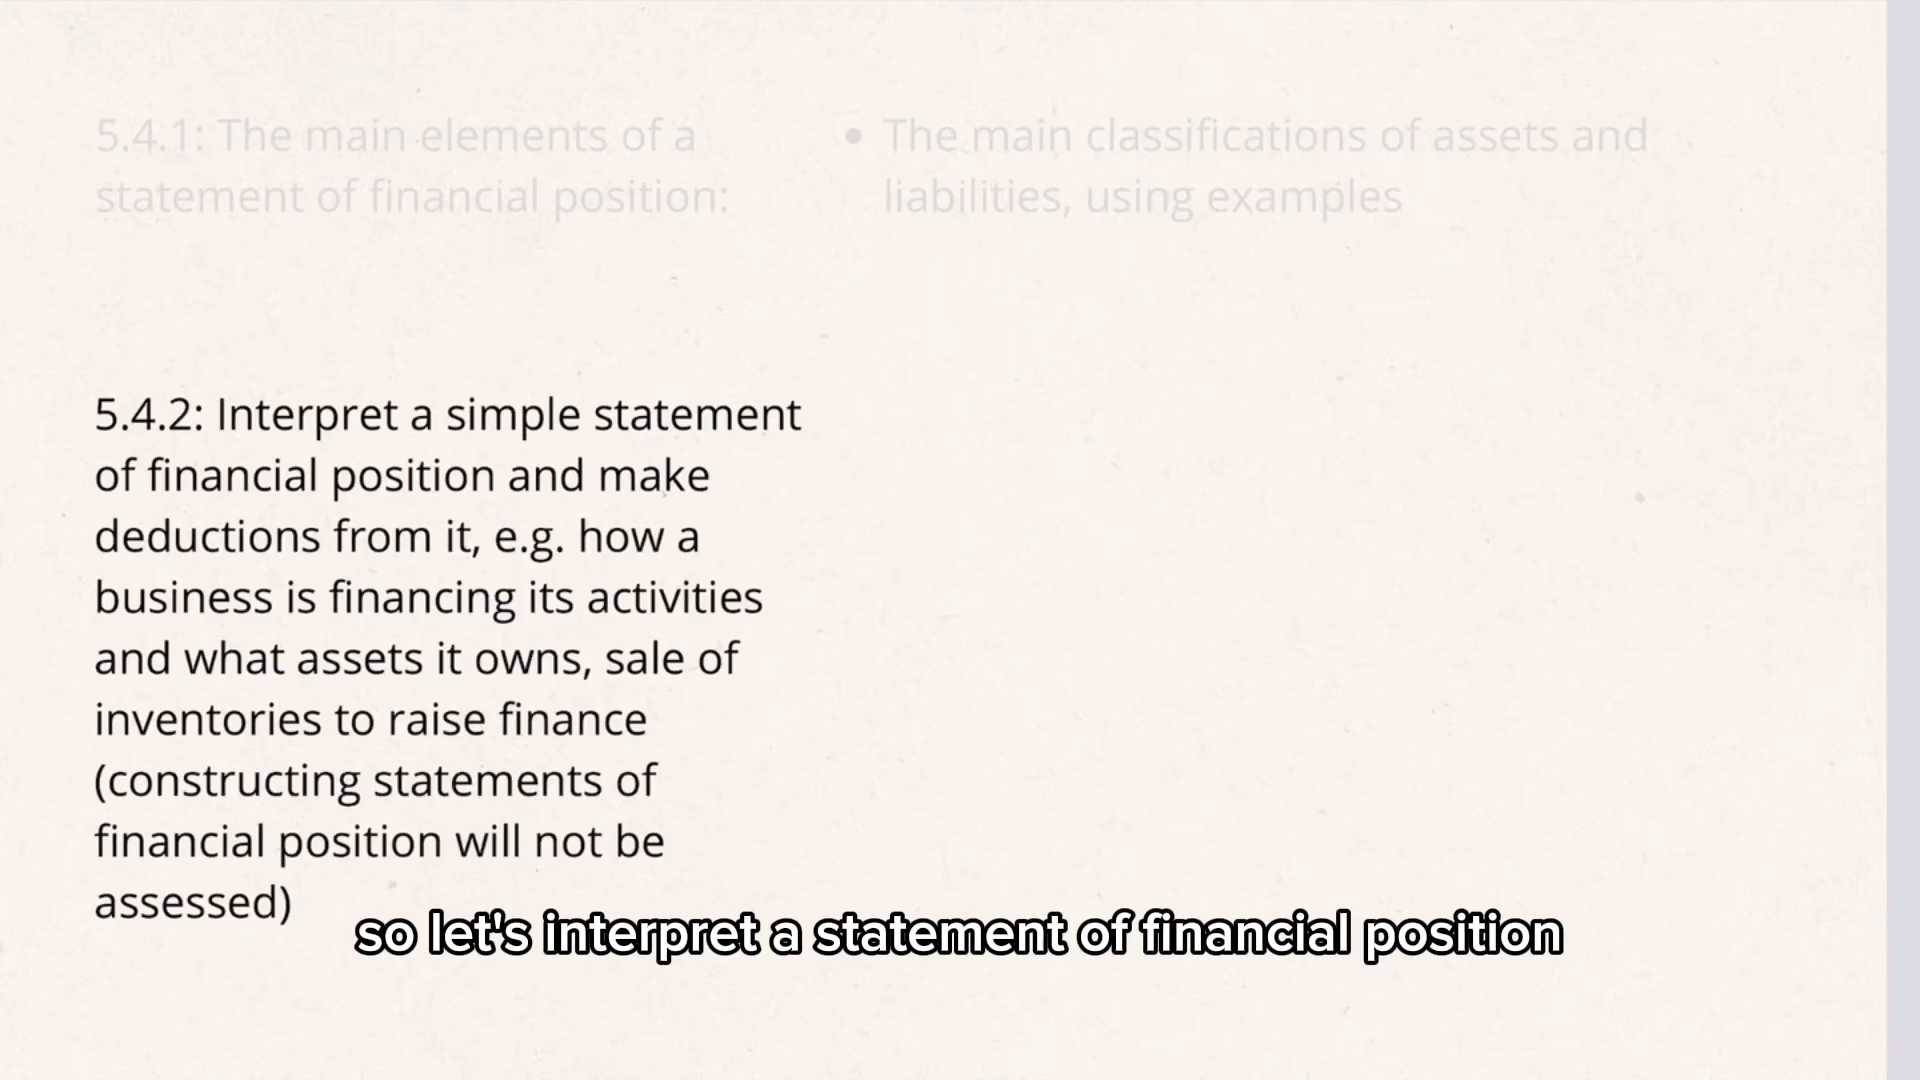 5.4.1: The main elements of a
statement of financial position:
• The main classifications of assets and
liabilities, using examples
5.4.2: Interpret a simple statement
of financial position and make
deductions from it, e.g. how a
business is financing its activities
and what assets it owns, sale of
inventories to raise finance
(constructing statements of
financial position will not be
assessed)
so let's interpret a statement of financial position